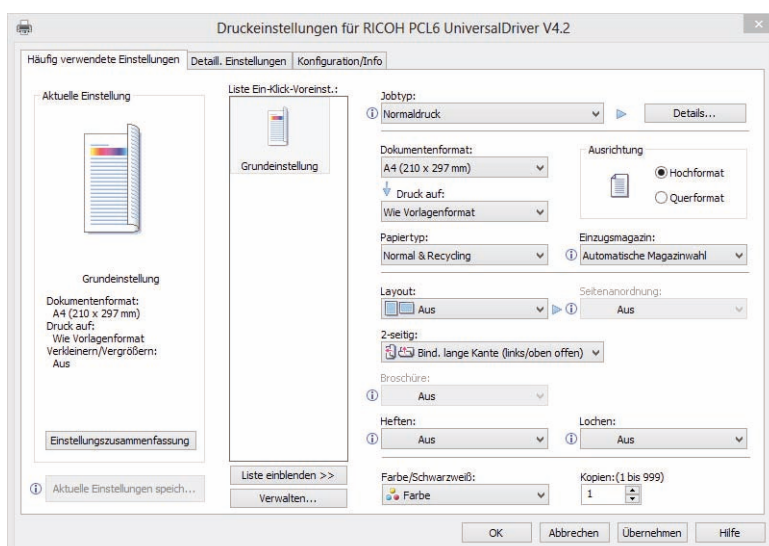 Druckeinstellungen für RICOH PCL6 UniversalDriver V4.2
Häufig verwendete Einstellungen
Detaill. Einstellungen
Konfiguration/Info
Aktuelle Einstellung
Grundeinstellung
Dokumentenformat:
A4 (210 x 297 mm)
Druck auf:
Wie Vorlagenformat
Verkleinern/Vergrößern:
Aus
Einstellungszusammenfassung
Aktuelle Einstellungen speich...
Liste Ein-Klick-Voreinst.:
Grundeinstellung
Liste einblenden >>
Verwalten...
Jobtyp:
Normaldruck
Details...
Dokumentenformat:
A4 (210 x 297 mm)
Druck auf:
Wie Vorlagenformat
Ausrichtung
Hochformat
Querformat
Papiertyp:
Normal & Recycling
Einzugsmagazin:
Automatische Magazinwahl
Layout:
Aus
Seitenanordnung:
Aus
2-seitig:
Bind. lange Kante (links/oben offen)
Broschüre:
Aus
Heften:
Aus
Lochen:
Aus
Farbe/Schwarzweiß:
Farbe
Kopien:(1 bis 999)
1
OK
Abbrechen
Übernehmen
Hilfe